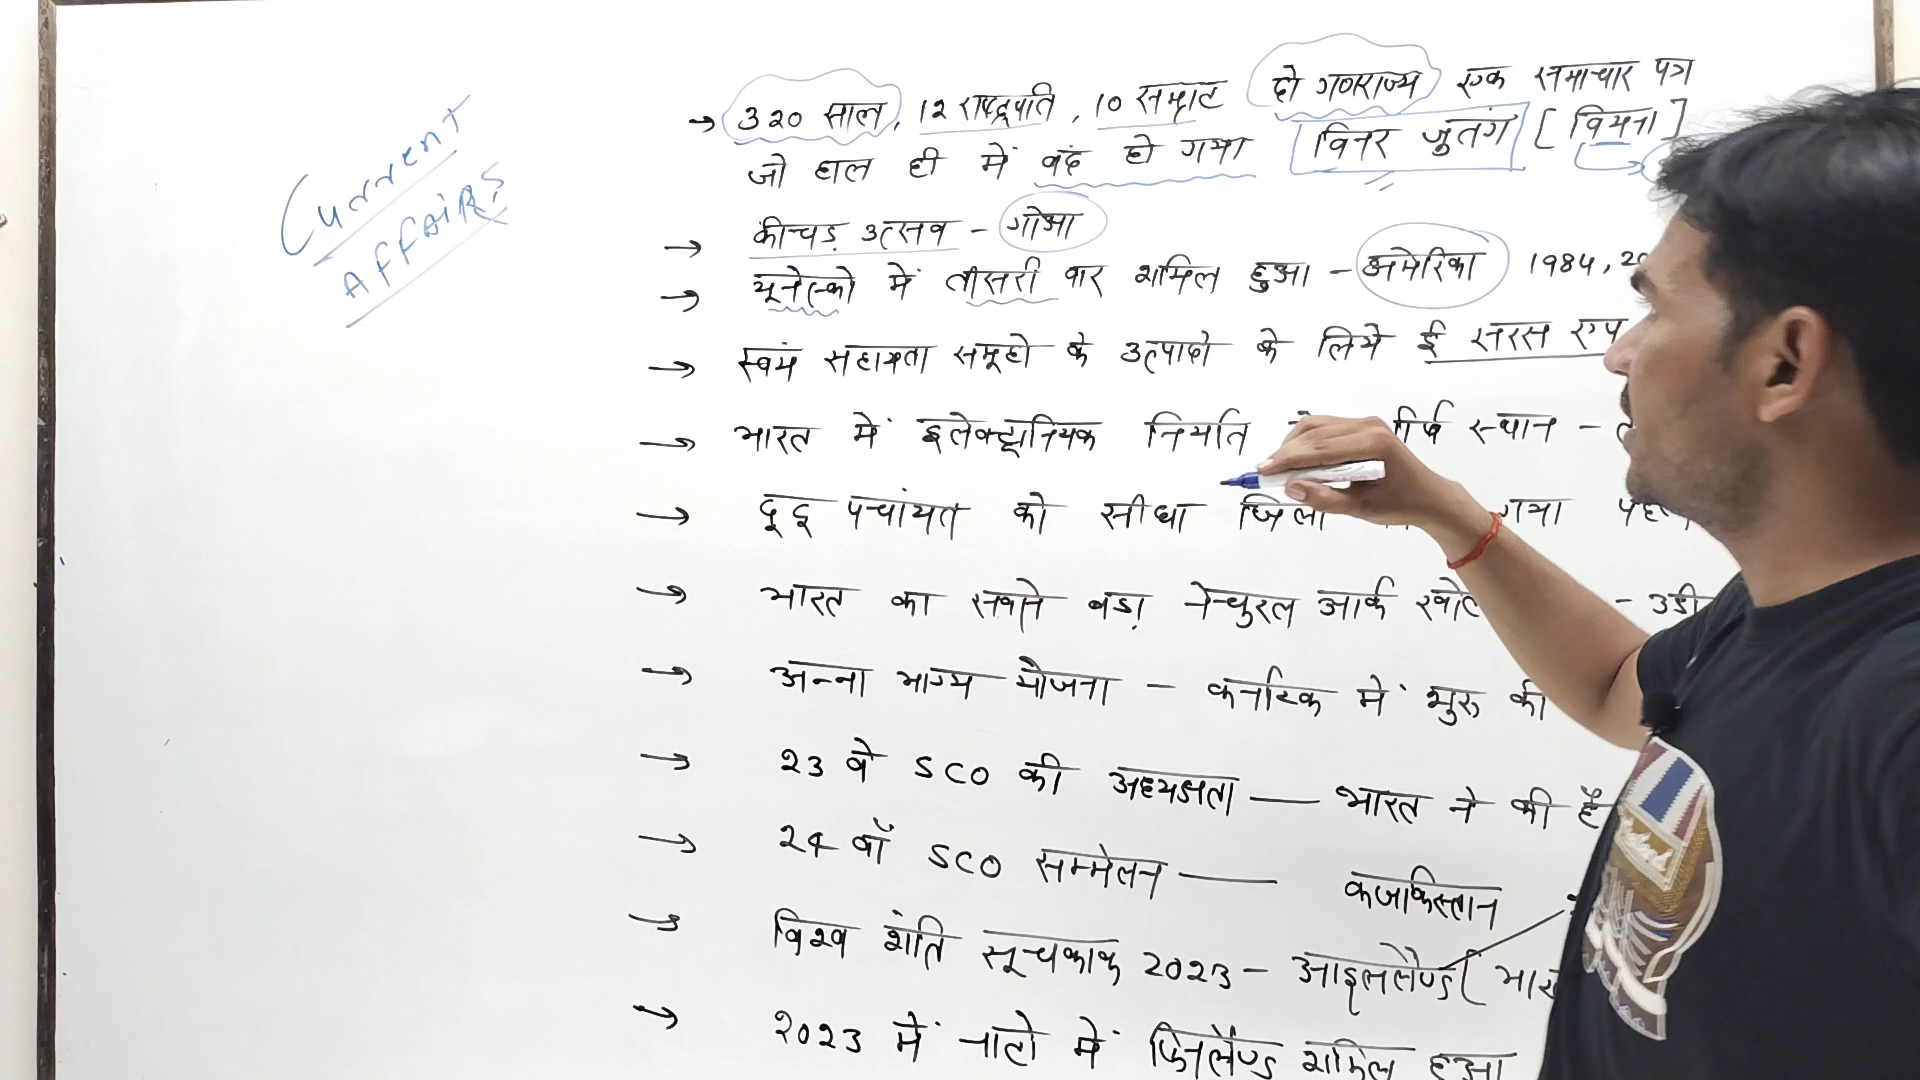 Current
AFFAIRS
→ 320 साल, 12 राष्ट्रपति, 10 सम्राट दो गणराज्य एक समाचार पत्र
जो हाल ही में बंद हो गया विनर जुतंग [वियना]
→ कीचड़ उत्सव - गोआ
→ यूनेस्को में तीसरी बार शामिल हुआ - अमेरिका 1984,
→ स्वयं सहायता समूहो के उत्पादो के लिये ई सरस एप
→ भारत में इलेक्ट्रानिक निर्यात स्थान -
→ दूदू पंचायत को सीधा जिला गया
→ भारत का सबसे बड़ा नेचुरल आर्क -
→ अन्ना भाग्य योजना - कर्नाटक में शुरु की
→ 23 वे SCO की अध्यक्षता — भारत ने की है
→ 24 वाँ SCO सम्मेलन — कजाकिस्तान
→ विश्व शांति सूचकांक 2023 - आइसलैण्ड (
→ 2023 में नाटो में फिनलैण्ड शामिल हुआ